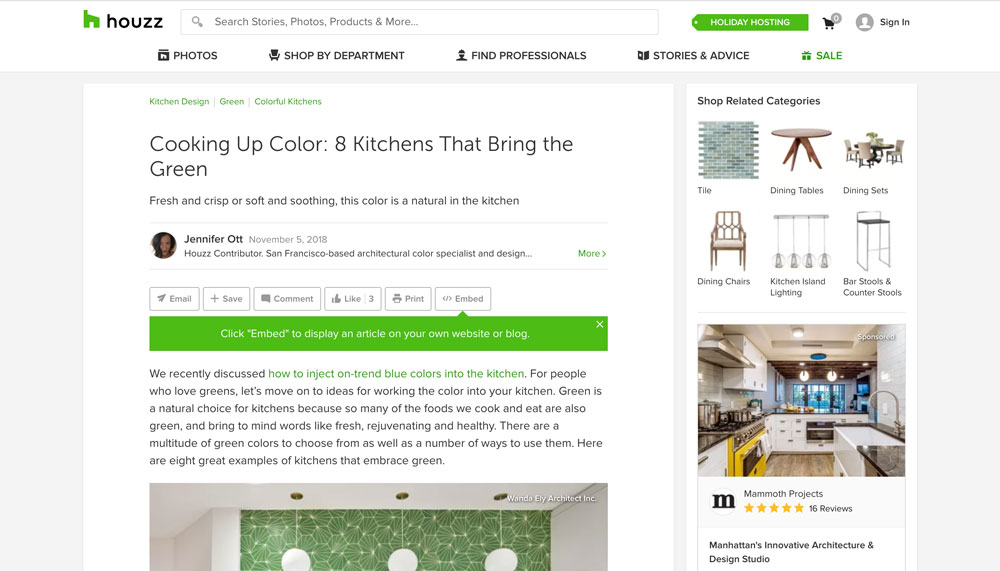 houzz
Search Stories, Photos, Products & More...
HOLIDAY HOSTING
0
Sign In
PHOTOS
SHOP BY DEPARTMENT
FIND PROFESSIONALS
STORIES & ADVICE
SALE
Kitchen Design
Green
Colorful Kitchens
Cooking Up Color: 8 Kitchens That Bring the
Green
Fresh and crisp or soft and soothing, this color is a natural in the kitchen
Jennifer Ott November 5, 2018
Houzz Contributor. San Francisco-based architectural color specialist and design...
More
Email
Save
Comment
Like 3
Print
Embed
Click "Embed" to display an article on your own website or blog.
We recently discussed how to inject on-trend blue colors into the kitchen. For people
who love greens, let’s move on to ideas for working the color into your kitchen. Green is
a natural choice for kitchens because so many of the foods we cook and eat are also
green, and bring to mind words like fresh, rejuvenating and healthy. There are a
multitude of green colors to choose from as well as a number of ways to use them. Here
are eight great examples of kitchens that embrace green.
Wanda Ely Architect Inc.
Shop Related Categories
Tile
Dining Tables
Dining Sets
Dining Chairs
Kitchen Island
Lighting
Bar Stools &
Counter Stools
Sponsored
m
Mammoth Projects
16 Reviews
Manhattan's Innovative Architecture &
Design Studio